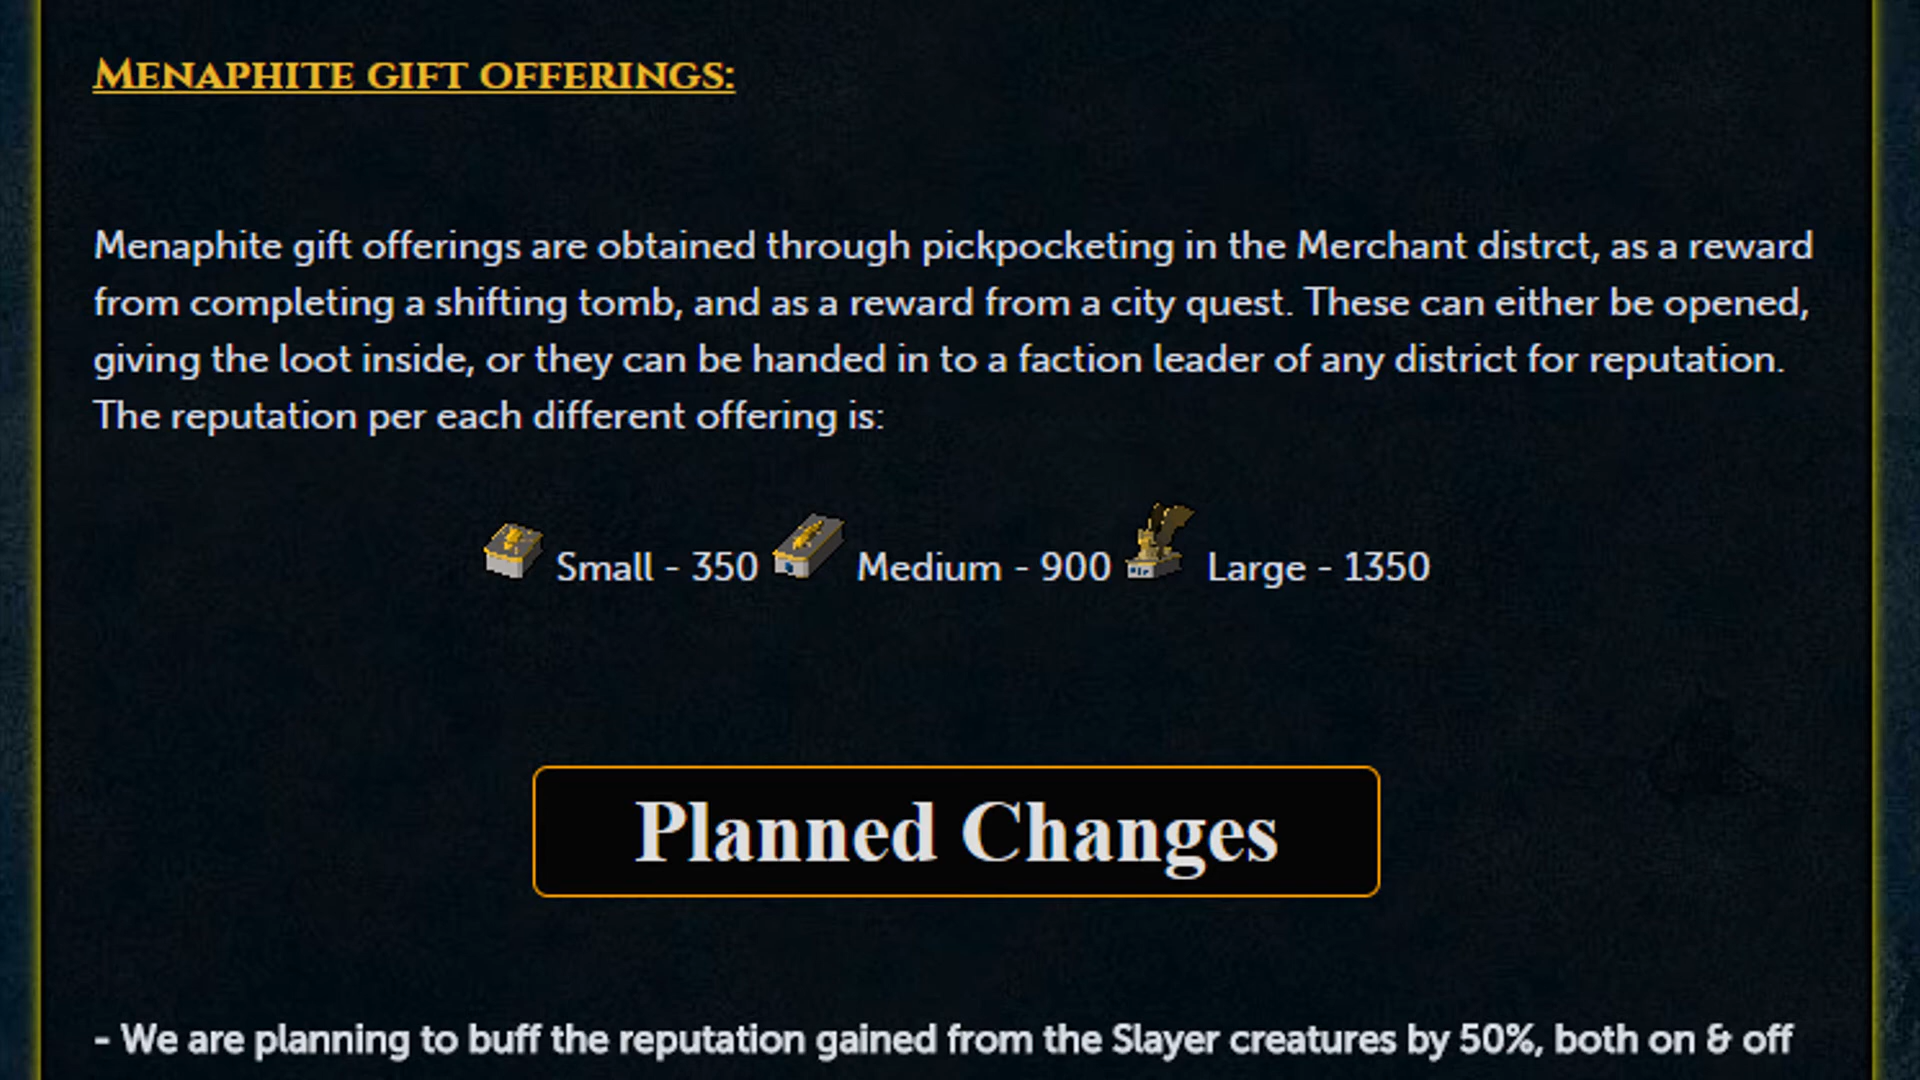 Menaphite gift offerings:
Menaphite gift offerings are obtained through pickpocketing in the Merchant distrct, as a reward
from completing a shifting tomb, and as a reward from a city quest. These can either be opened,
giving the loot inside, or they can be handed in to a faction leader of any district for reputation.
The reputation per each different offering is:
Small - 350 Medium - 900 Large - 1350
Planned Changes
- We are planning to buff the reputation gained from the Slayer creatures by 50%, both on & off